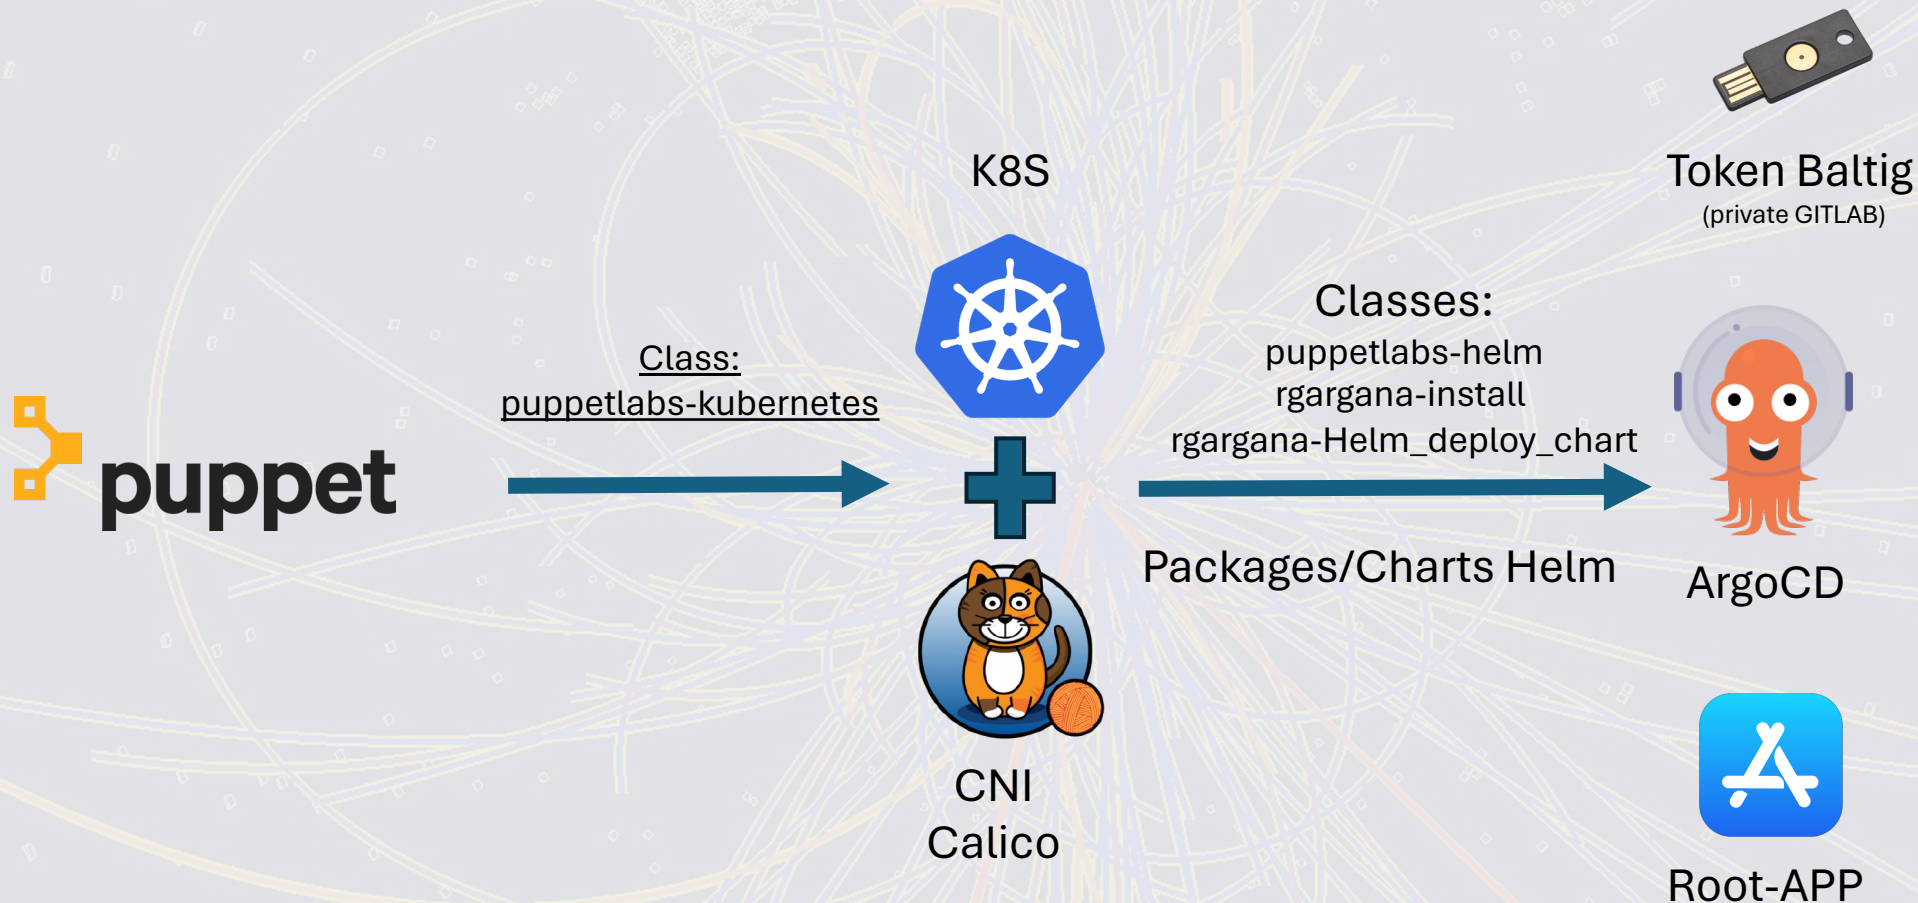 puppet
Class:
puppetlabs-kubernetes
K8S
CNI
Calico
Classes:
puppetlabs-helm
rgargana-install
rgargana-Helm_deploy_chart
Packages/Charts Helm
Token Baltig
(private GITLAB)
ArgoCD
Root-APP